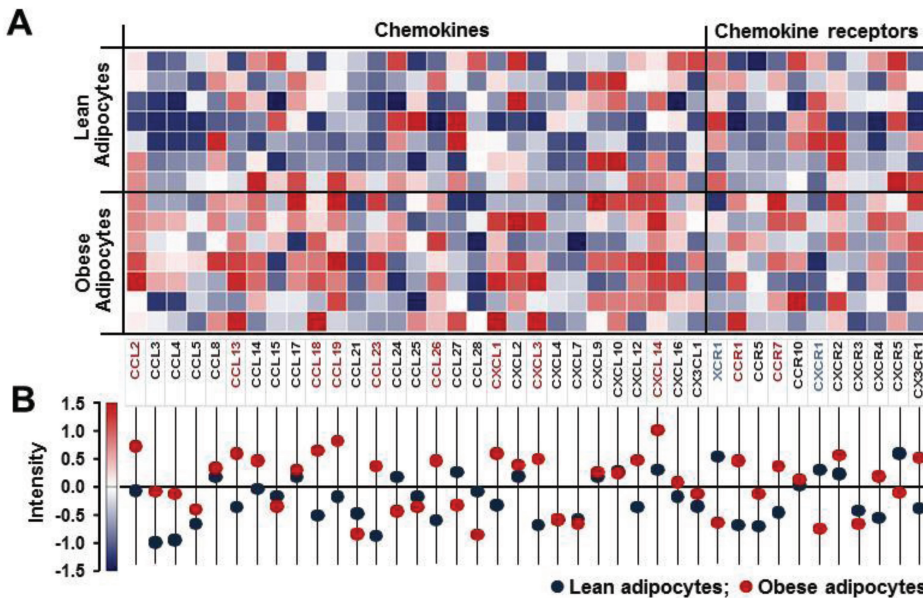 A
Chemokines
Chemokine receptors
Lean
Adipocytes
Obese
Adipocytes
CCL2
CCL3
CCL4
CCL5
CCL8
CCL13
CCL14
CCL15
CCL17
CCL18
CCL19
CCL21
CCL23
CCL24
CCL25
CCL26
CCL27
CCL28
CXCL1
CXCL2
CXCL3
CXCL4
CXCL7
CXCL9
CXCL10
CXCL12
CXCL14
CXCL16
CX3CL1
XCR1
CCR1
CCR5
CCR7
CCR10
CXCR1
CXCR2
CXCR3
CXCR4
CXCR5
CX3CR1
B
Intensity
1.5
1.0
0.5
0.0
-0.5
-1.0
-1.5
Lean adipocytes; Obese adipocytes